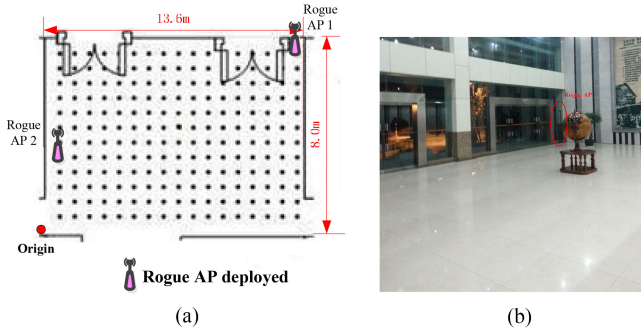 Rogue
AP 1
13.6m
Rogue
AP 2
8.0m
Origin
Rogue AP deployed
(a)
Rogue AP
(b)